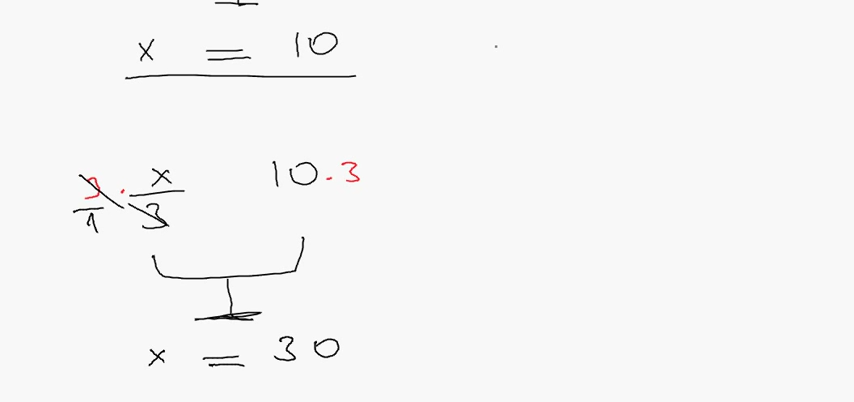 x = 10
3/1 · x/3 10 · 3
x = 30